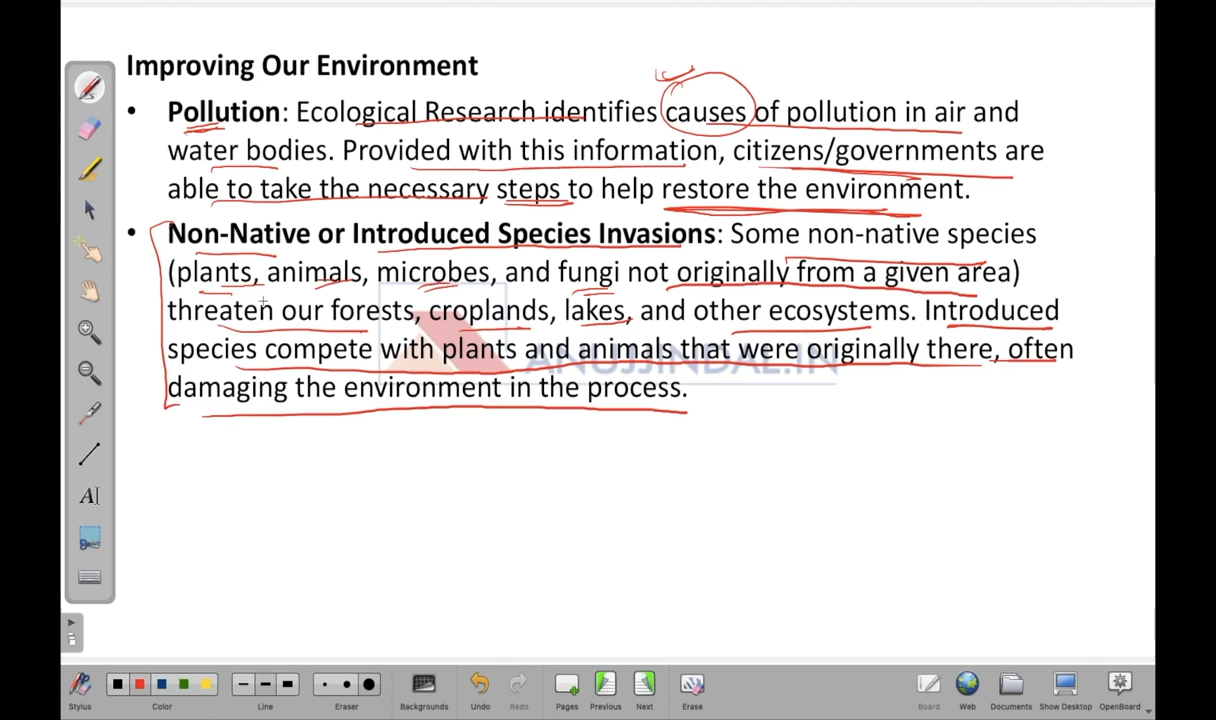 Improving Our Environment
• Pollution: Ecological Research identifies causes of pollution in air and
water bodies. Provided with this information, citizens/governments are
able to take the necessary steps to help restore the environment.
• Non-Native or Introduced Species Invasions: Some non-native species
(plants, animals, microbes, and fungi not originally from a given area)
threaten our forests, croplands, lakes, and other ecosystems. Introduced
species compete with plants and animals that were originally there, often
ANUJJINDAL.IN
damaging the environment in the process.
Stylus Color Line Eraser Backgrounds Undo Redo Pages Previous Next Erase Board Web Documents Show Desktop OpenBoard